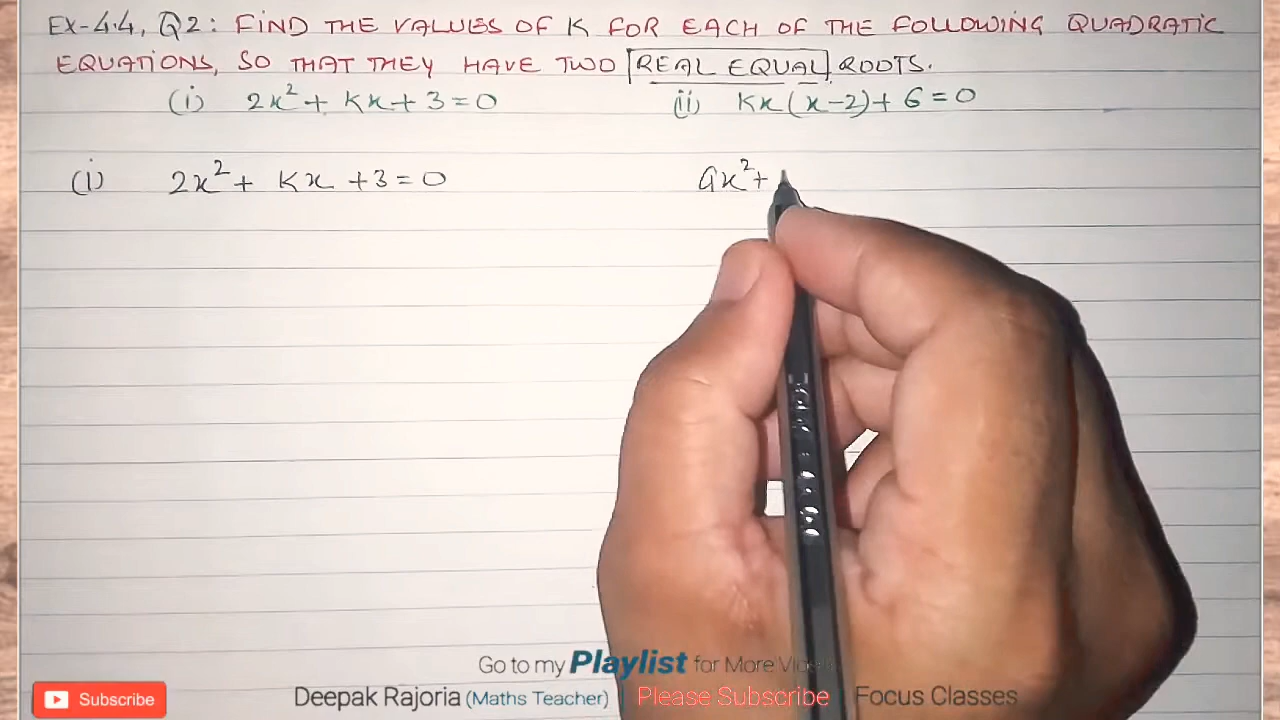 EX-4.4, Q2: FIND THE VALUES OF K FOR EACH OF THE FOLLOWING QUADRATIC
EQUATIONS, SO THAT THEY HAVE TWO REAL EQUAL ROOTS.
(i) 2x² + Kx + 3 = 0 (ii) Kx(x-2) + 6 = 0
(i) 2x² + Kx + 3 = 0 ax² +
Go to my Playlist for More
Deepak Rajoria (Maths Teacher) | Please Subscribe Focus Classes
Subscribe